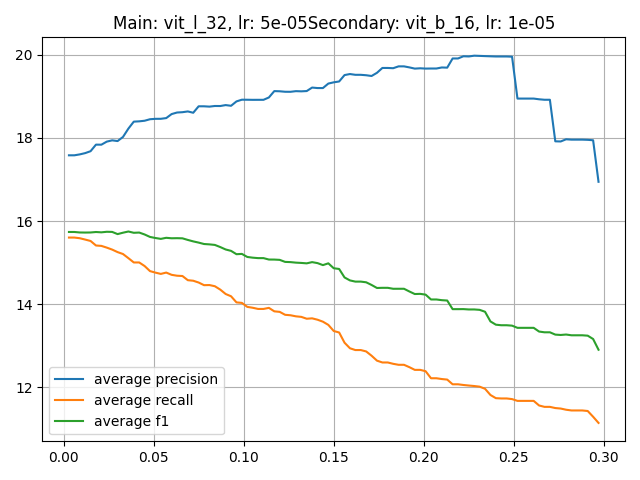 Main: vit_l_32, lr: 5e-05Secondary: vit_b_16, lr: 1e-05
20
18
16
14
12
average precision
average recall
average f1
0.00 0.05 0.10 0.15 0.20 0.25 0.30